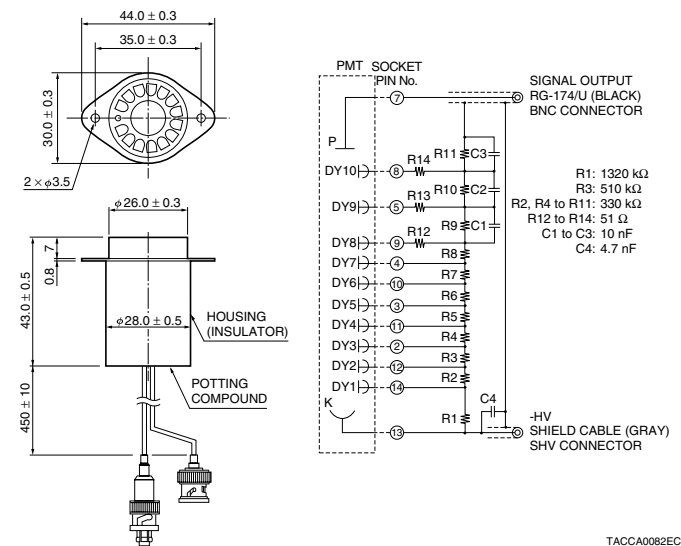 44.0 ± 0.3
35.0 ± 0.3
30.0 ± 0.3
2 × φ3.5
φ26.0 ± 0.3
7
0.8
43.0 ± 0.5
φ28.0 ± 0.5
HOUSING
(INSULATOR)
POTTING
COMPOUND
450 ± 10
PMT
SOCKET
PIN No.
SIGNAL OUTPUT
RG-174/U (BLACK)
BNC CONNECTOR
7
P
R11 C3
DY10 8 R14
R10 C2
DY9 5 R13
R9 C1
DY8 9 R12
R8
DY7 4
R7
DY6 10
R6
DY5 3
R5
DY4 11
R4
DY3 2
R3
DY2 12
R2
DY1 14
K
R1
C4
13
-HV
SHIELD CABLE (GRAY)
SHV CONNECTOR
R1: 1320 kΩ
R3: 510 kΩ
R2, R4 to R11: 330 kΩ
R12 to R14: 51 Ω
C1 to C3: 10 nF
C4: 4.7 nF
TACCA0082EC